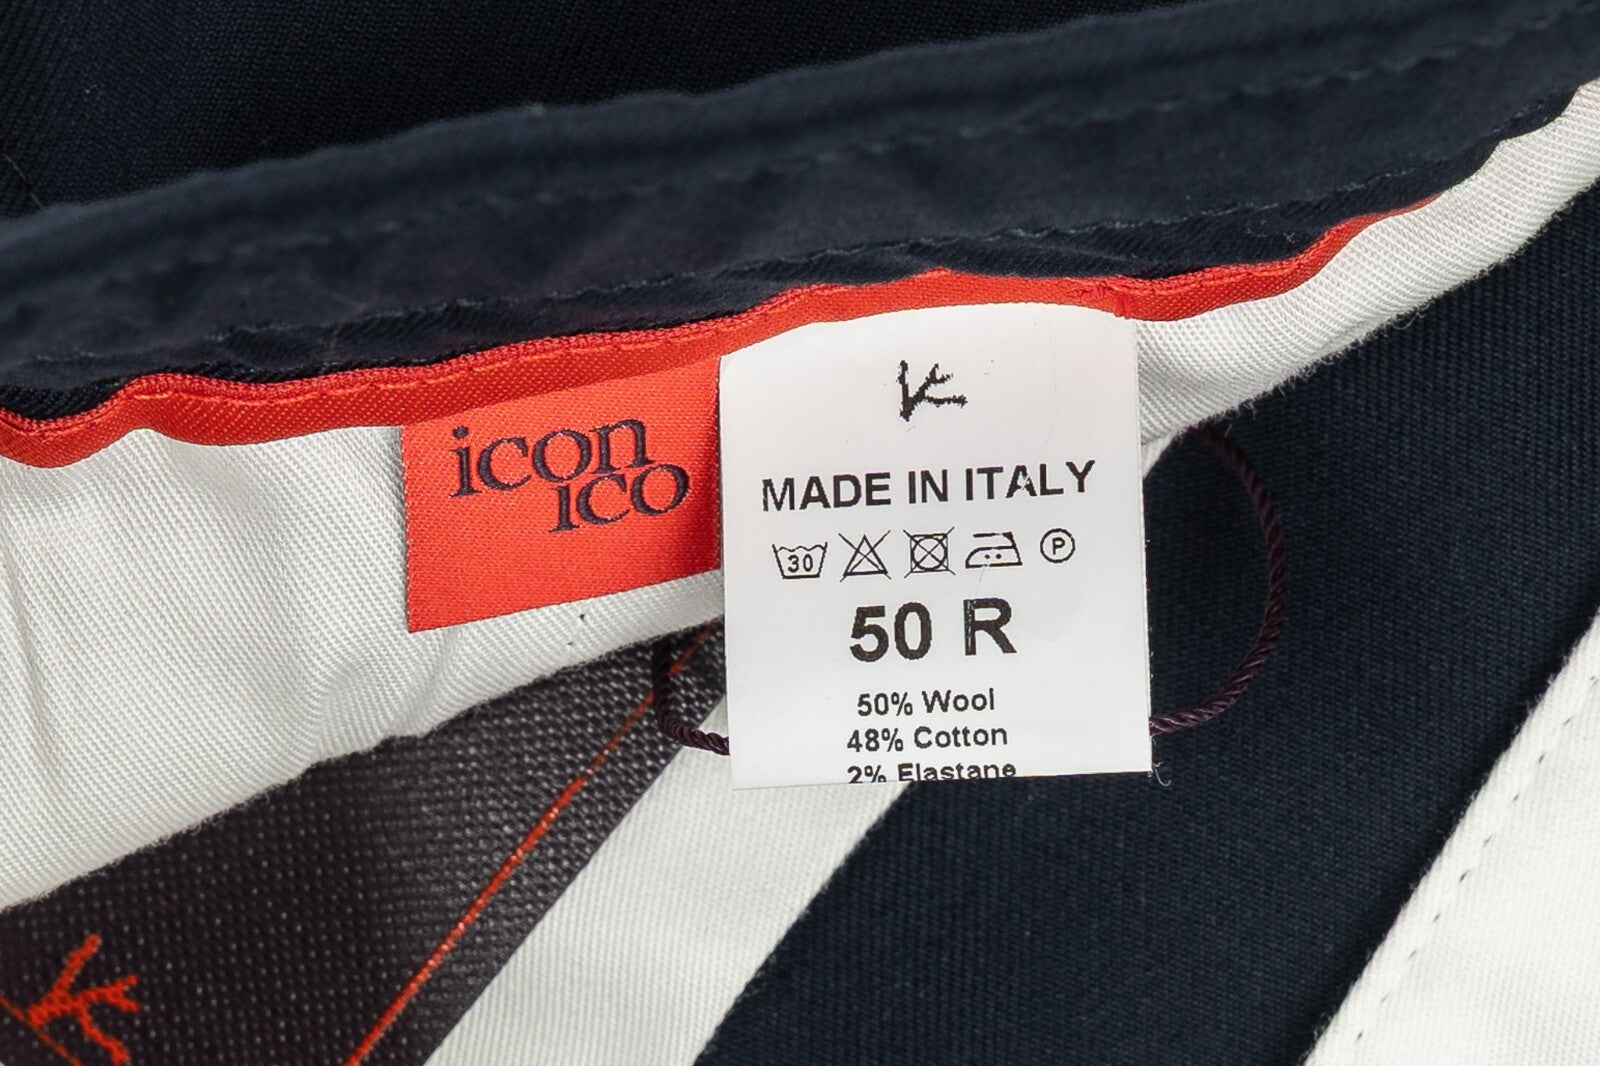 icon
ico
MADE IN ITALY
30 P
50 R
50% Wool
48% Cotton
2% Elastane